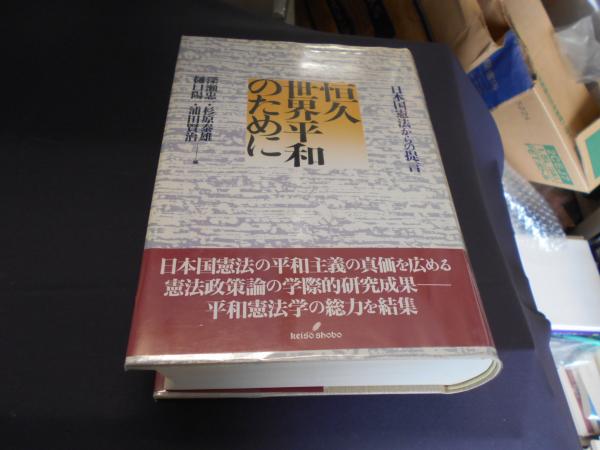 恒久
世界平和
のために
日本国憲法からの提言
深瀬忠一・杉原泰雄
樋口陽一・浦田賢治――編
日本国憲法の平和主義の真価を広める
憲法政策論の学際的研究成果――
平和憲法学の総力を結集
keiso shobo